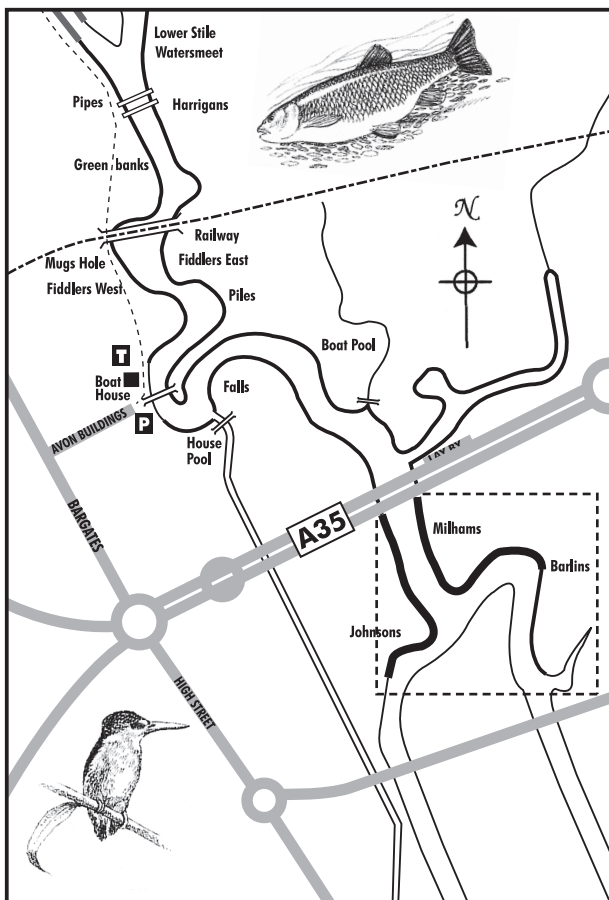 Lower Stile
Watersmeet
Pipes
Harrigans
Green banks
N
Railway
Mugs Hole
Fiddlers East
Fiddlers West
Piles
Boat Pool
T
Boat
House
Falls
P
AVON BUILDINGS
House
Pool
LAY BY
BARGATES
A35
Milhams
Barlins
Johnsons
HIGH STREET